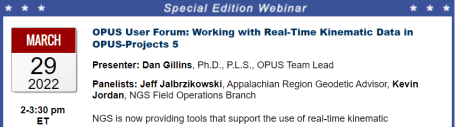 Special Edition Webinar
MARCH
29
2022
2-3:30 pm
ET
OPUS User Forum: Working with Real-Time Kinematic Data in
OPUS-Projects 5
Presenter: Dan Gillins, Ph.D., P.L.S., OPUS Team Lead
Panelists: Jeff Jalbrzikowski, Appalachian Region Geodetic Advisor, Kevin
Jordan, NGS Field Operations Branch
NGS is now providing tools that support the use of real-time kinematic